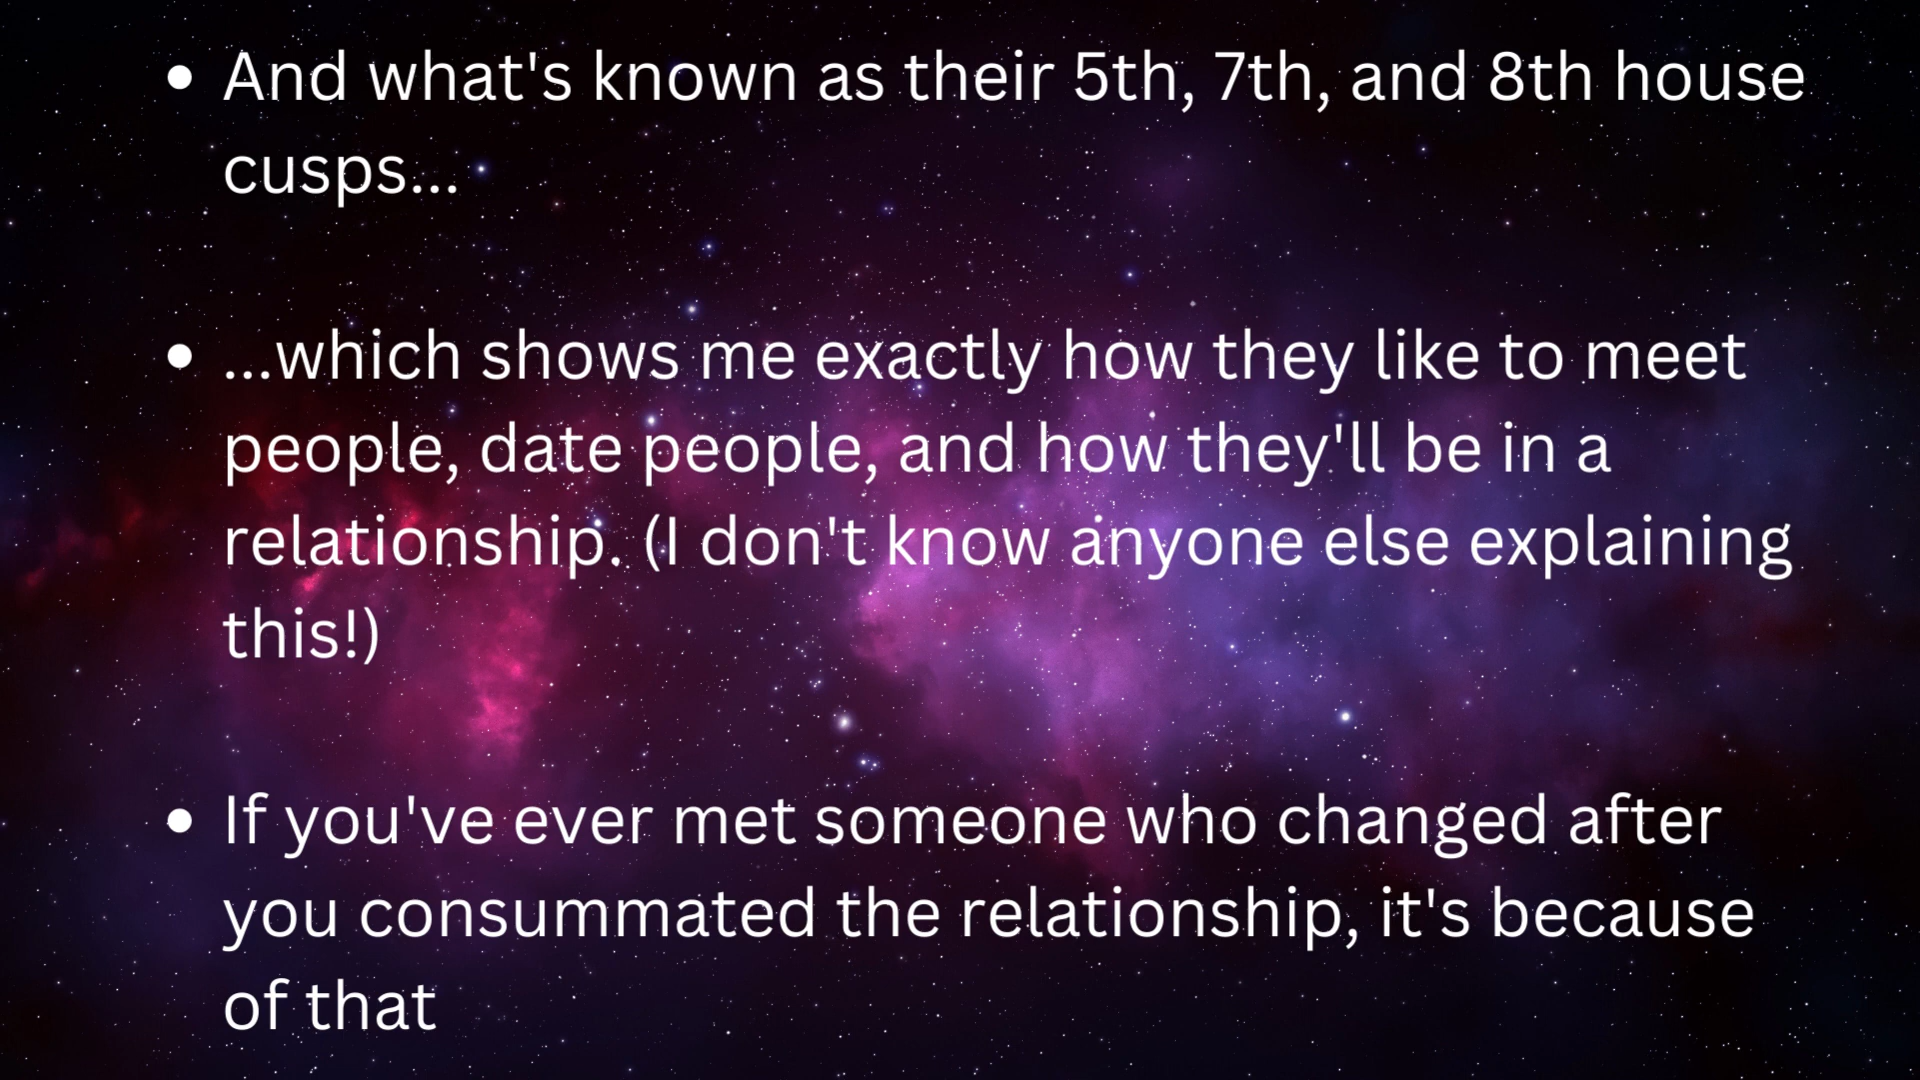 • And what's known as their 5th, 7th, and 8th house
cusps...
• ...which shows me exactly how they like to meet
people, date people, and how they'll be in a
relationship. (I don't know anyone else explaining
this!)
• If you've ever met someone who changed after
you consummated the relationship, it's because
of that